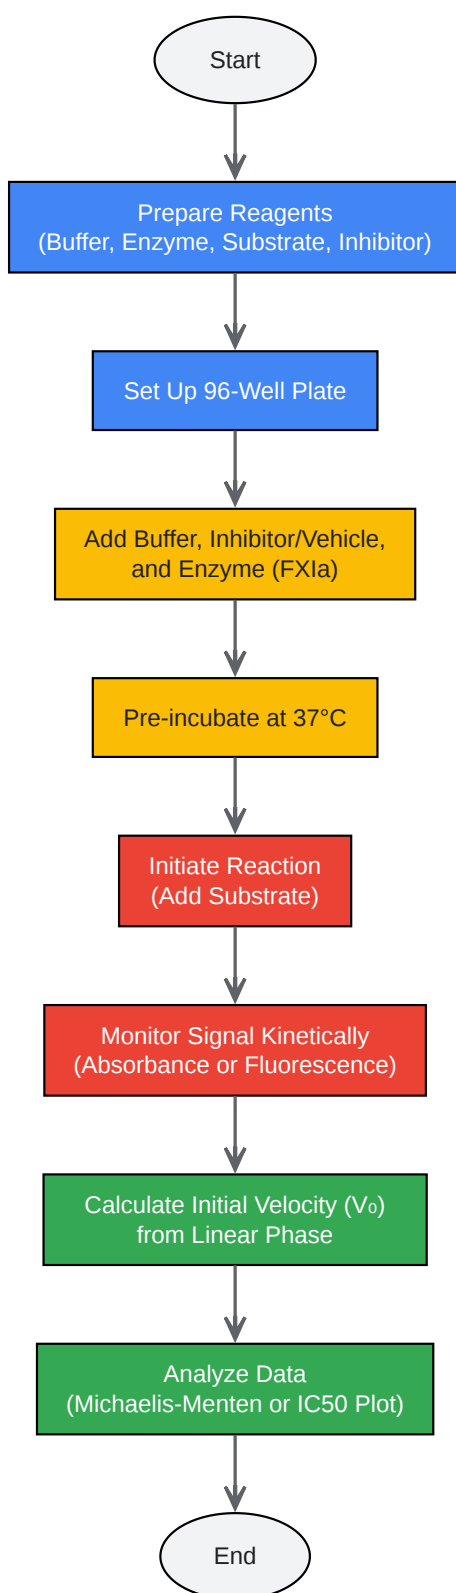 Start
Prepare Reagents
(Buffer, Enzyme, Substrate, Inhibitor)
Set Up 96-Well Plate
Add Buffer, Inhibitor/Vehicle,
and Enzyme (FXIa)
Pre-incubate at 37°C
Initiate Reaction
(Add Substrate)
Monitor Signal Kinetically
(Absorbance or Fluorescence)
Calculate Initial Velocity (V₀)
from Linear Phase
Analyze Data
(Michaelis-Menten or IC50 Plot)
End